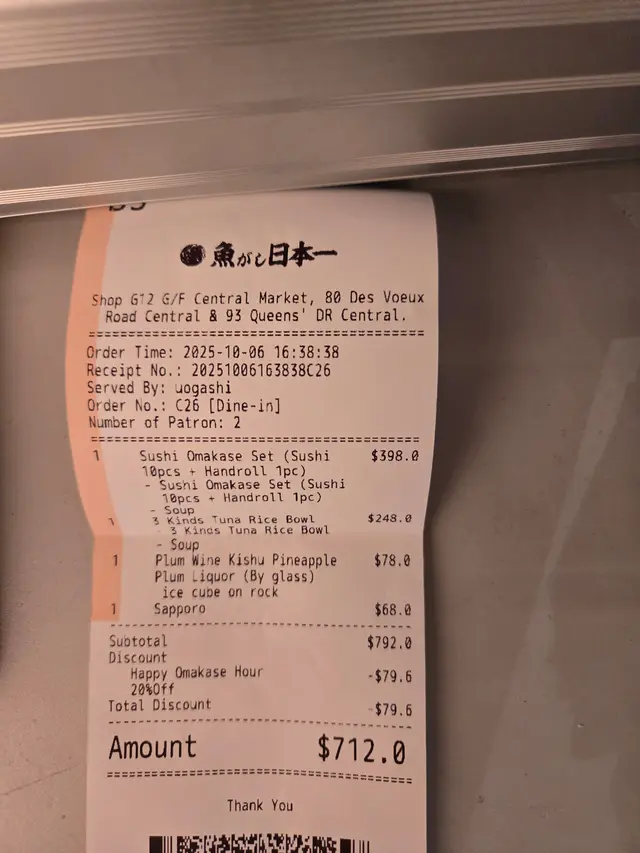 魚がし日本一
Shop G12 G/F Central Market, 80 Des Voeux
Road Central & 93 Queens' DR Central.
Order Time: 2025-10-06 16:38:38
Receipt No.: 20251006163838C26
Served By: uogashi
Order No.: C26 [Dine-in]
Number of Patron: 2
1 Sushi Omakase Set (Sushi $398.0
10pcs + Handroll 1pc)
- Sushi Omakase Set (Sushi
10pcs + Handroll 1pc)
- Soup
1 3 Kinds Tuna Rice Bowl $248.0
- 3 Kinds Tuna Rice Bowl
- Soup
1 Plum Wine Kishu Pineapple $78.0
Plum Liquor (By glass)
ice cube on rock
1 Sapporo $68.0
Subtotal $792.0
Discount
Happy Omakase Hour -$79.6
20%Off
Total Discount -$79.6
Amount $712.0
Thank You